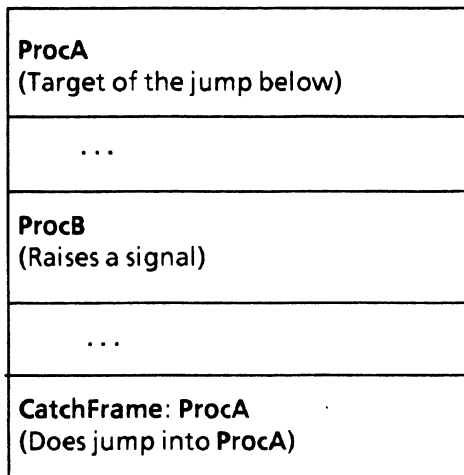 ProcA
(Target of the jump below)
...
ProcB
(Raises a signal)
...
CatchFrame: ProcA
(Does jump into ProcA)